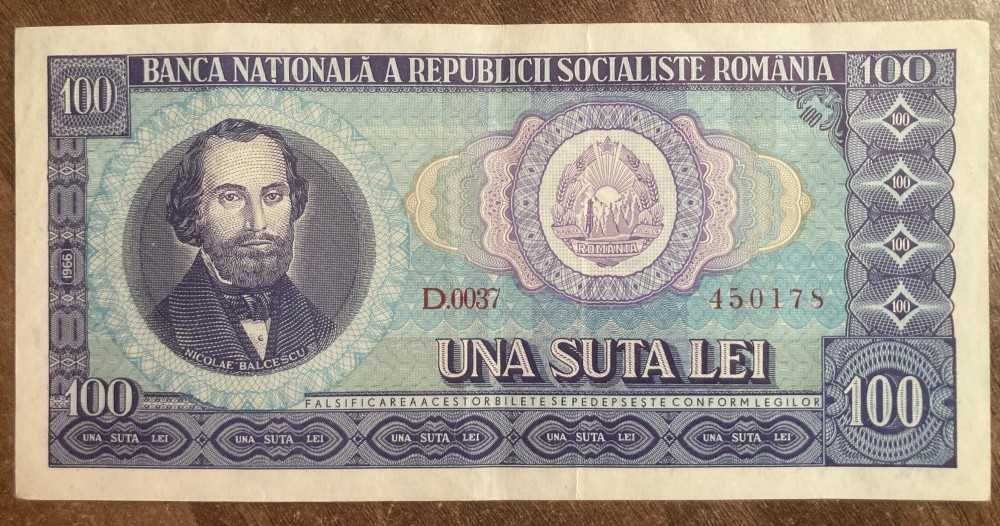 100 BANCA NAȚIONALĂ A REPUBLICII SOCIALISTE ROMÂNIA 100
100
100
100
1966
100
ROMÂNIA
D.0037 450178
100
NICOLAE BALCESCU
UNA SUTA LEI
100 FALSIFICAREA ACESTOR BILETE SE PEDEPSEȘTE CONFORM LEGILOR 100
UNA SUTA LEI UNA SUTA LEI UNA SUTA LEI UNA SUTA LEI UNA SUTA LEI